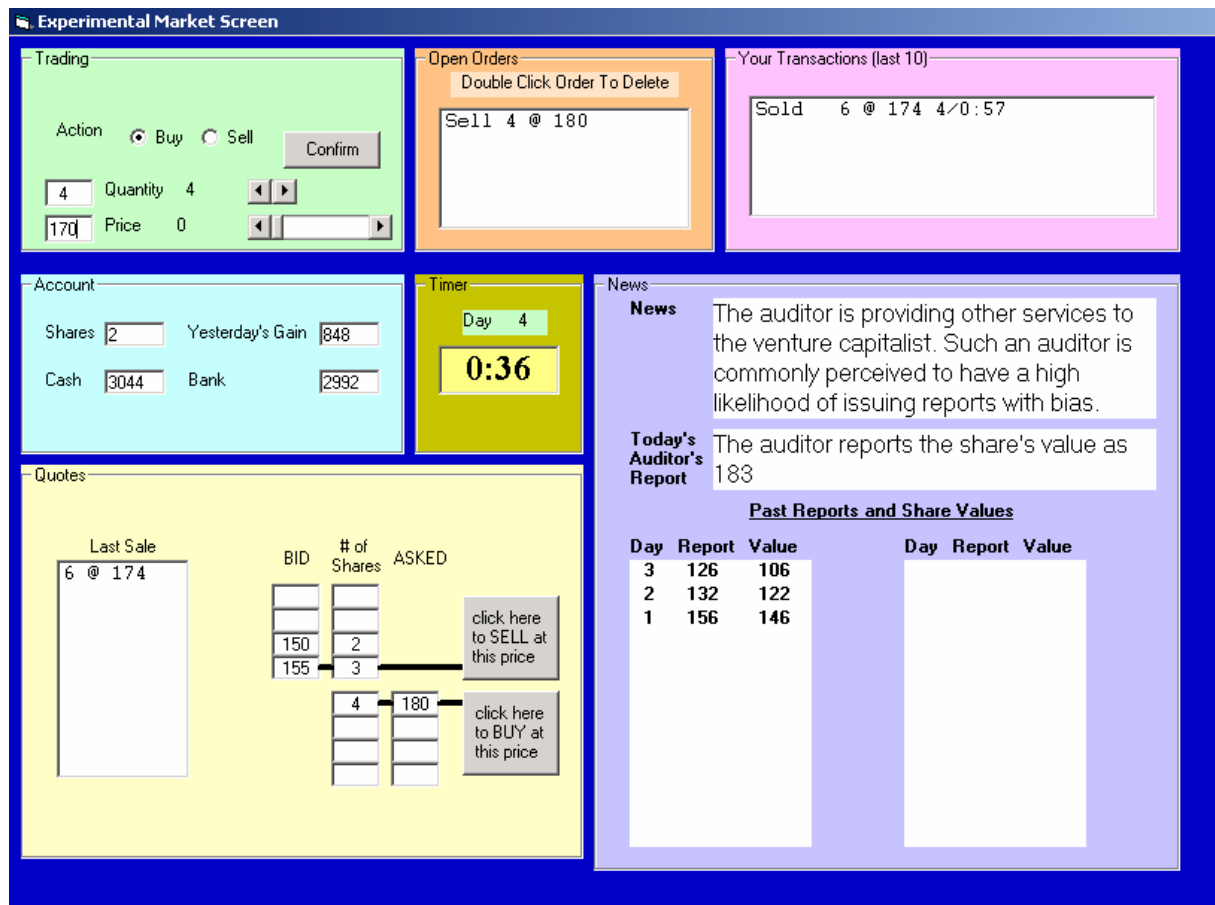 Experimental Market Screen
Trading
Action Buy Sell Confirm
4 Quantity 4
170 Price 0
Open Orders
Double Click Order To Delete
Sell 4 @ 180
Your Transactions (last 10)
Sold 6 @ 174 4/0:57
Account
Shares 2 Yesterday's Gain 848
Cash 3044 Bank 2992
Timer
Day 4
0:36
News
News
The auditor is providing other services to
the venture capitalist. Such an auditor is
commonly perceived to have a high
likelihood of issuing reports with bias.
Today's
Auditor's
Report
The auditor reports the share's value as
183
Past Reports and Share Values
Day Report Value Day Report Value
3 126 106
2 132 122
1 156 146
Quotes
Last Sale
6 @ 174
BID # of Shares ASKED
150 2
155 3
click here
to SELL at
this price
4 180
click here
to BUY at
this price